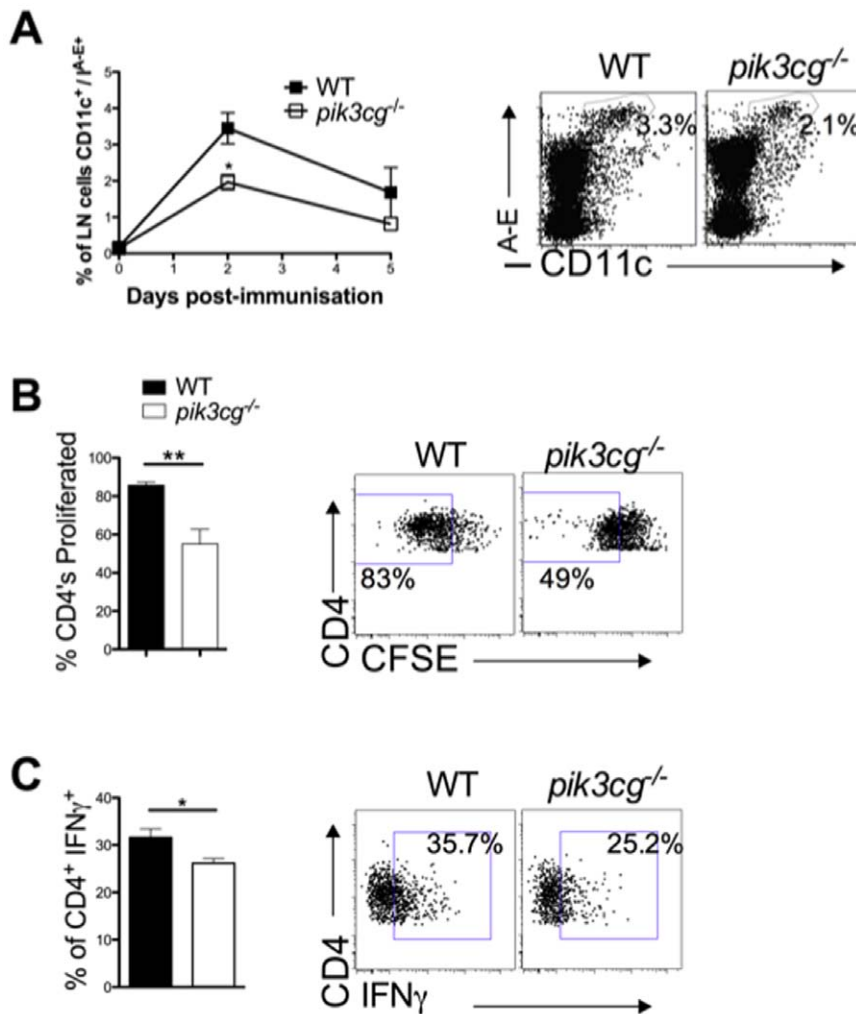 A
% of LN cells CD11c⁺ / I^A-E+
5
4
3
2
1
0
0 1 2 3 4 5
Days post-immunisation
WT
pik3cg⁻/⁻
*
WT pik3cg⁻/⁻
3.3% 2.1%
I A-E
CD11c
B
WT
pik3cg⁻/⁻
% CD4's Proliferated
100
80
60
40
20
0
**
WT pik3cg⁻/⁻
83% 49%
CD4
CFSE
C
% of CD4⁺ IFNγ⁺
40
30
20
10
0
*
WT pik3cg⁻/⁻
35.7% 25.2%
CD4
IFNγ